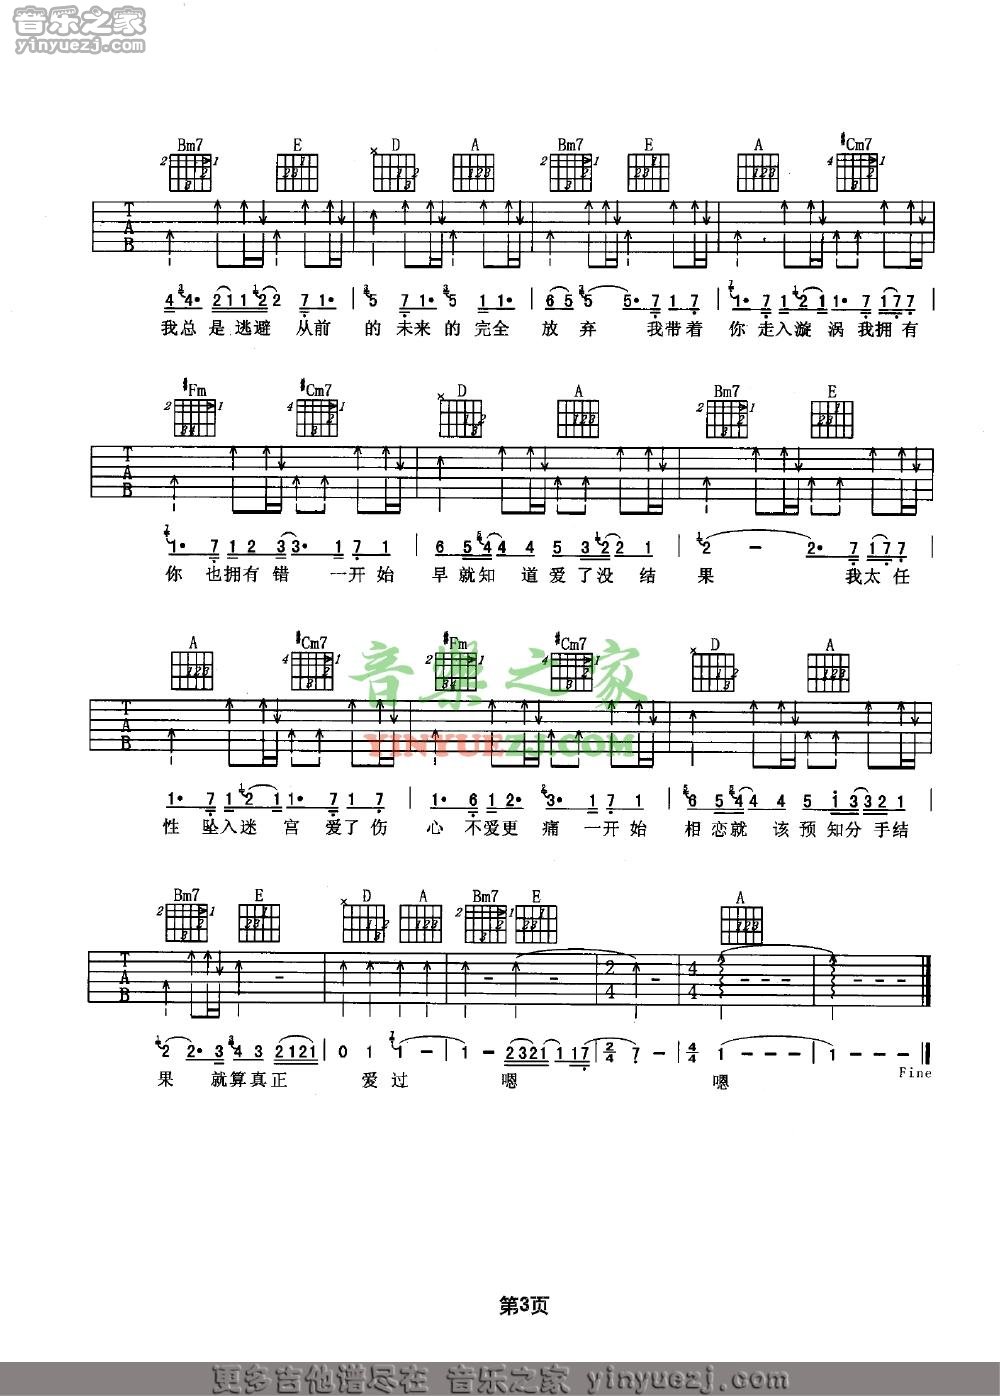 音乐之家
yinyuezj.com
Bm7 E D A Bm7 E A #Cm7
T A B
4 4• 2 1 1 2 2 7 1• | 5 7 1• 5 1 1• | 6 5 5 5• 7 1 7 | 1• 7 1 2 1 1• 1 7 7 |
我总是逃避 从前 的 未来的完全 放弃 我带着 你走入漩涡我拥有
#Fm #Cm7 D A Bm7 E
T A B
1• 7 1 2 3 3• 1 7 1 | 6 5 4 4 4 5 3 2 2 1 | 2 - 2• 7 1 7 7 |
你 也拥有错 一开始 早就知 道爱了没结 果 我太任
A #Cm7 #Fm #Cm7 D A
音樂之家
YINYUEZJ.COM
T A B
1• 7 1 2 1 1• 7 1 7 | 1• 6 1 2• 3• 1 7 1 | 6 5 4 4 4 5 1 3 3 2 1 |
性 坠入迷 宫 爱了伤 心 不爱更 痛 一开始 相恋就 该预知分手结
Bm7 E D A Bm7 E A
T A B 2/4 4/4
2 2• 3 4 3 2 1 2 1 | 0 1 1 - | 1 - 2 3 2 1 1 1 7 | 2/4 7 - | 4/4 1 - - - | 1 - - - ‖
果 就算真正 爱过 嗯 嗯 Fine
第3页
更多吉他谱尽在 音乐之家 yinyuezj.com